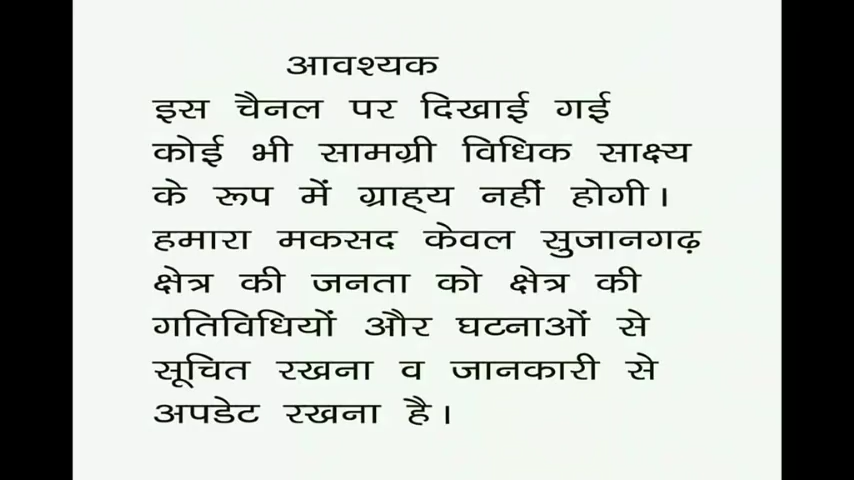 आवश्यक
इस चैनल पर दिखाई गई
कोई भी सामग्री विधिक साक्ष्य
के रूप में ग्राह्य नहीं होगी।
हमारा मकसद केवल सुजानगढ़
क्षेत्र की जनता को क्षेत्र की
गतिविधियों और घटनाओं से
सूचित रखना व जानकारी से
अपडेट रखना है।